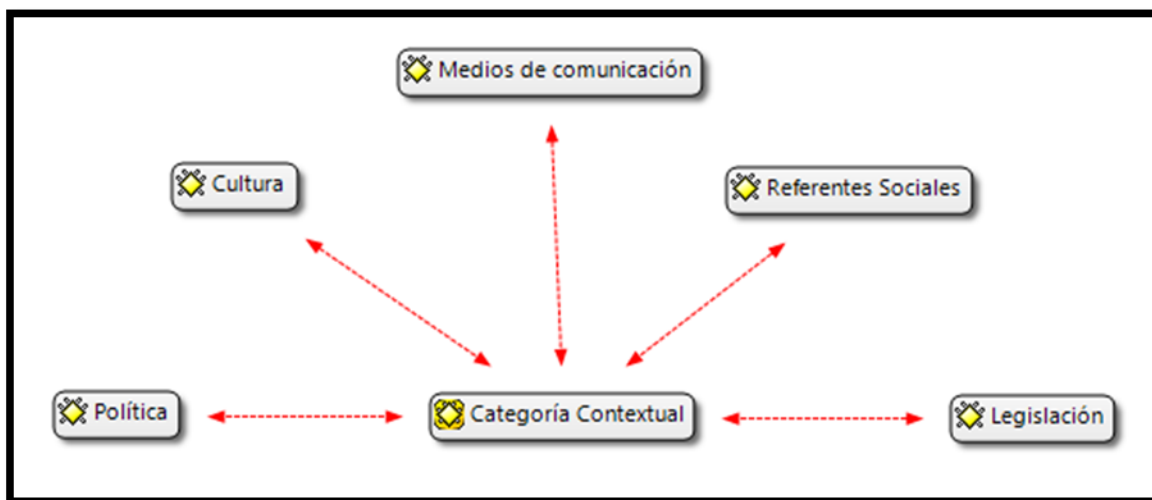 Medios de comunicación
Cultura
Referentes Sociales
Política
Categoría Contextual
Legislación